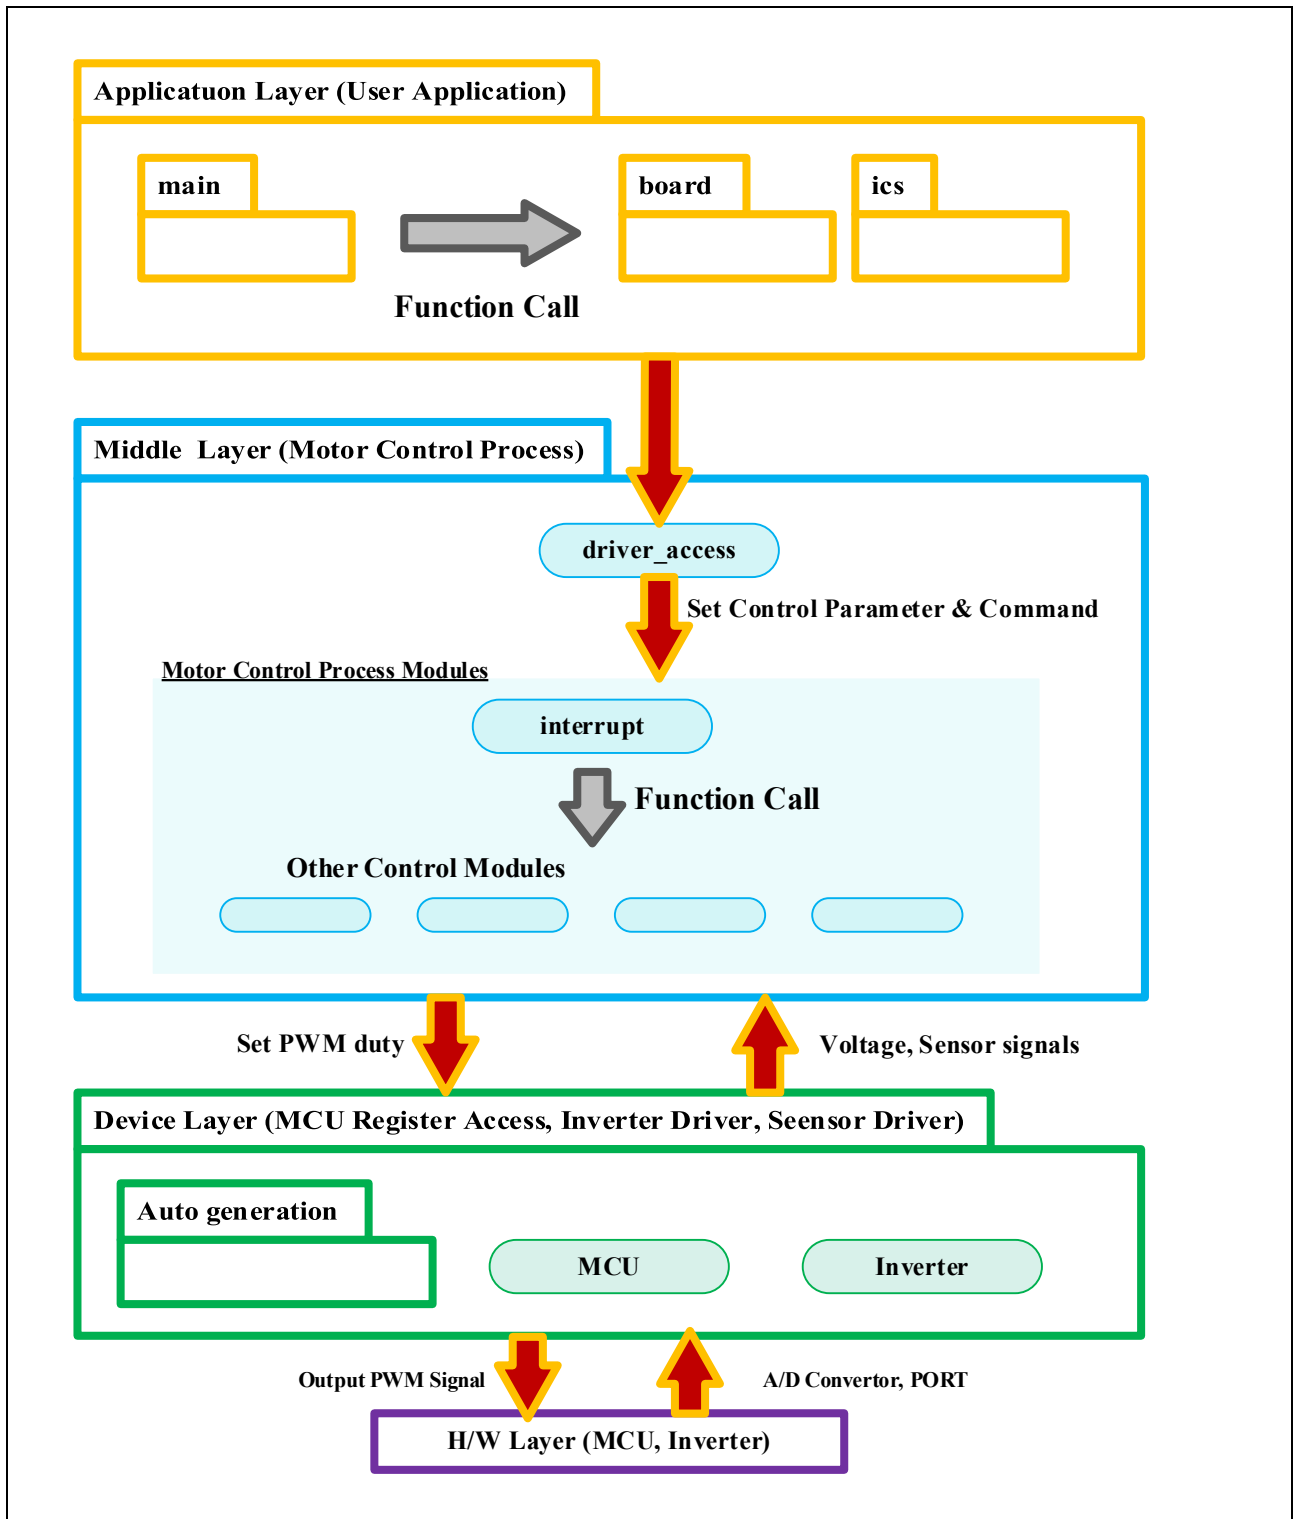 Applicatuon Layer (User Application)
main
board
ics
Function Call
Middle  Layer (Motor Control Process)
driver_access
Set Control Parameter & Command
Motor Control Process Modules
interrupt
Function Call
Other Control Modules
Set PWM duty
Voltage, Sensor signals
Device Layer (MCU Register Access, Inverter Driver, Seensor Driver)
Auto generation
MCU
Inverter
Output PWM Signal
A/D Convertor, PORT
H/W Layer (MCU, Inverter)